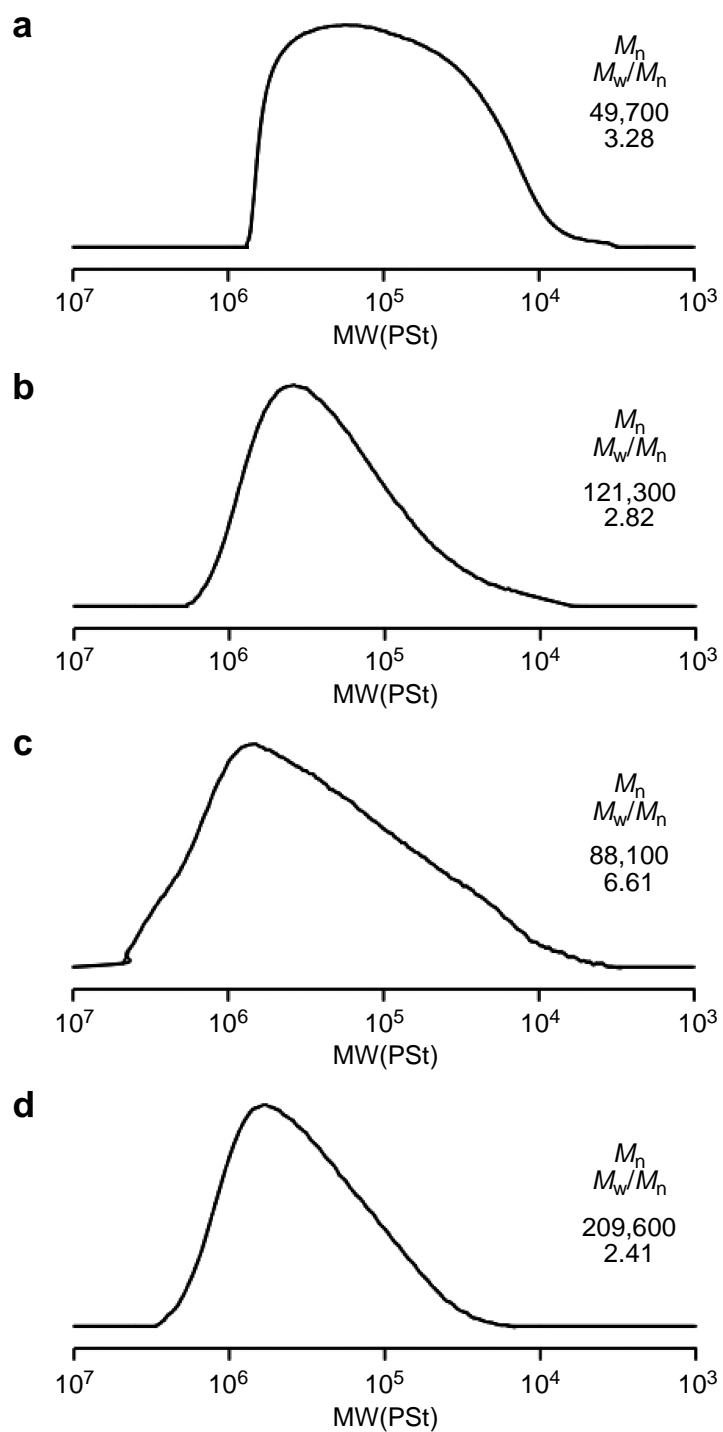 a
Mn
Mw/Mn
49,700
3.28
10⁷ 10⁶ 10⁵ 10⁴ 10³
MW(PSt)
b
Mn
Mw/Mn
121,300
2.82
10⁷ 10⁶ 10⁵ 10⁴ 10³
MW(PSt)
c
Mn
Mw/Mn
88,100
6.61
10⁷ 10⁶ 10⁵ 10⁴ 10³
MW(PSt)
d
Mn
Mw/Mn
209,600
2.41
10⁷ 10⁶ 10⁵ 10⁴ 10³
MW(PSt)